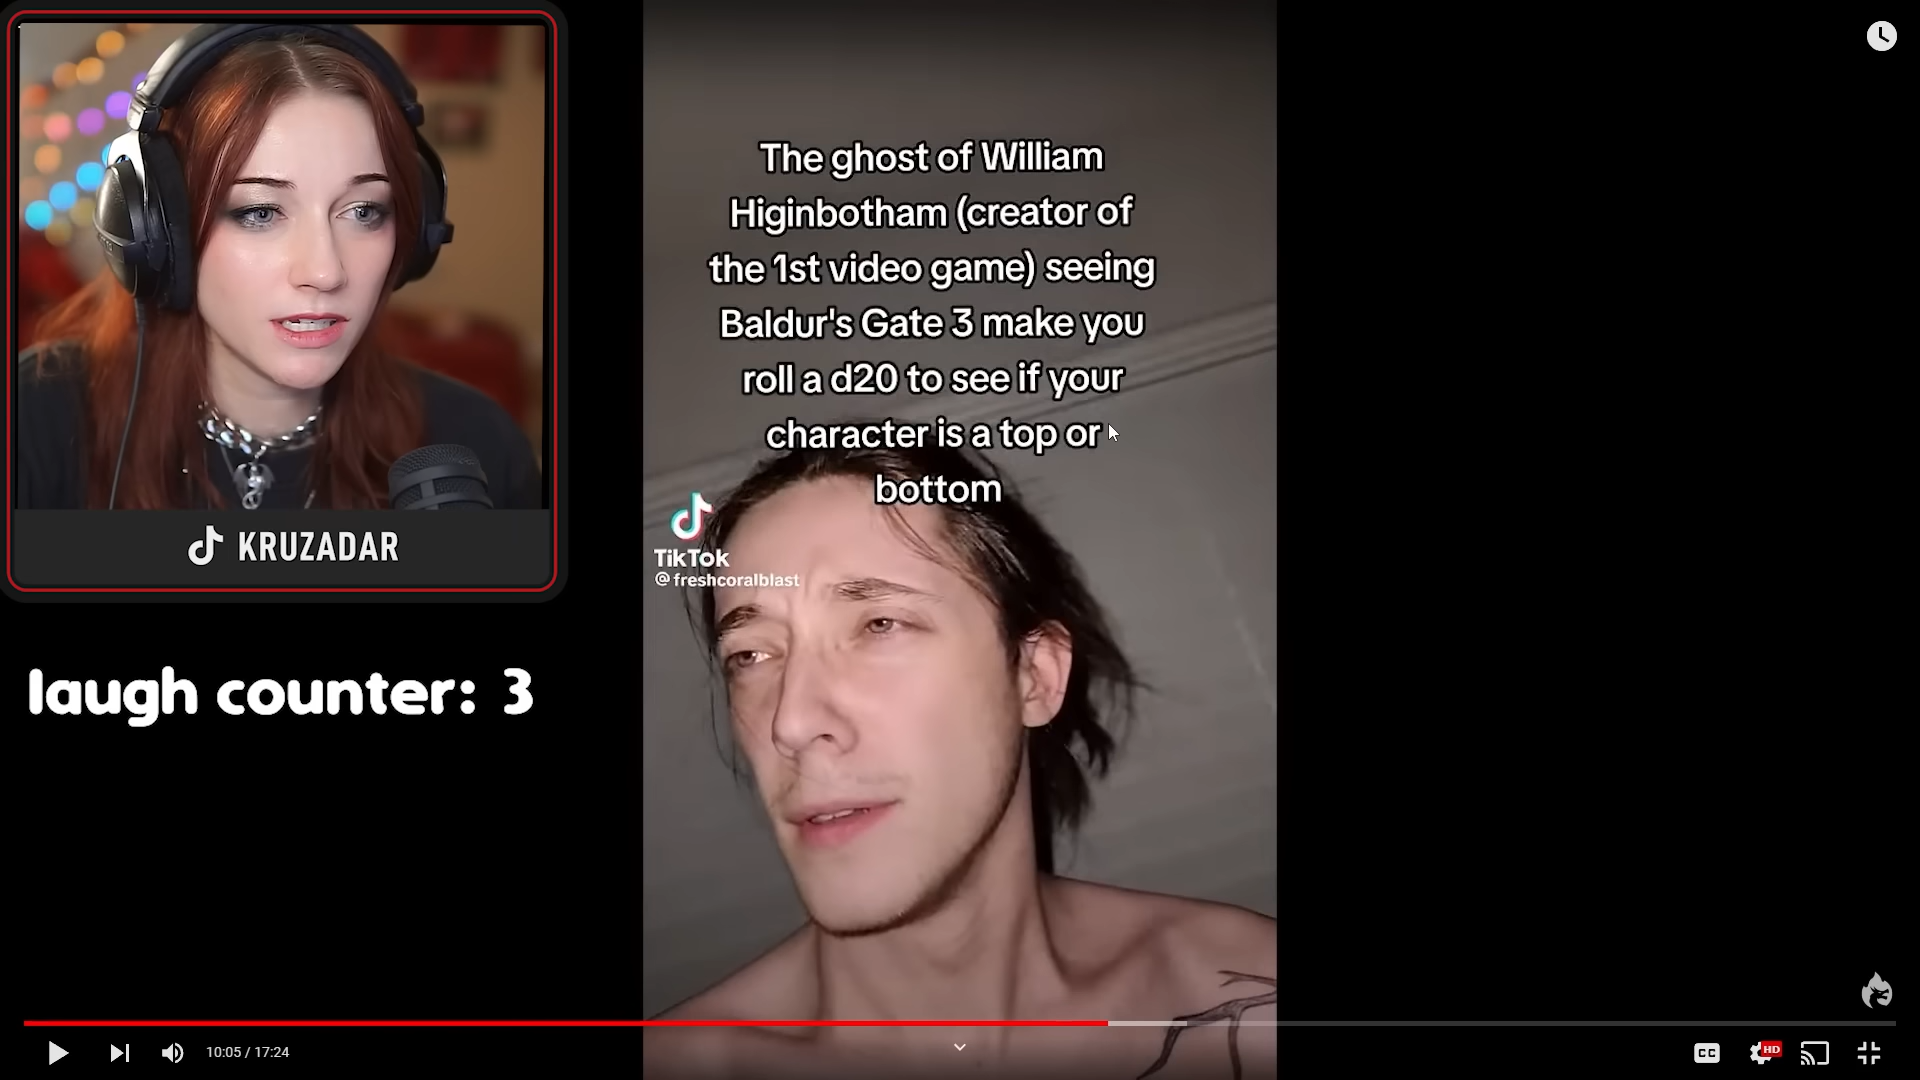 The ghost of William
Higinbotham (creator of
the 1st video game) seeing
Baldur's Gate 3 make you
roll a d20 to see if your
character is a top or
bottom
TikTok
@freshcoralblast
KRUZADAR
laugh counter: 3
10:05 / 17:24
CC
HD